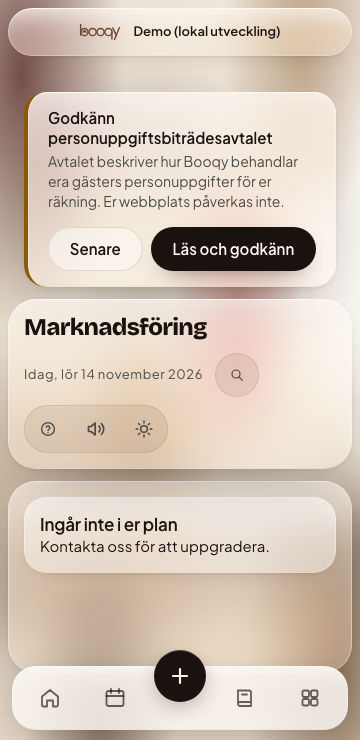 booqy Demo (lokal utveckling)
Godkänn
personuppgiftsbiträdesavtalet
Avtalet beskriver hur Booqy behandlar
era gästers personuppgifter för er
räkning. Er webbplats påverkas inte.
Senare Läs och godkänn
Marknadsföring
Idag, lör 14 november 2026
Ingår inte i er plan
Kontakta oss för att uppgradera.